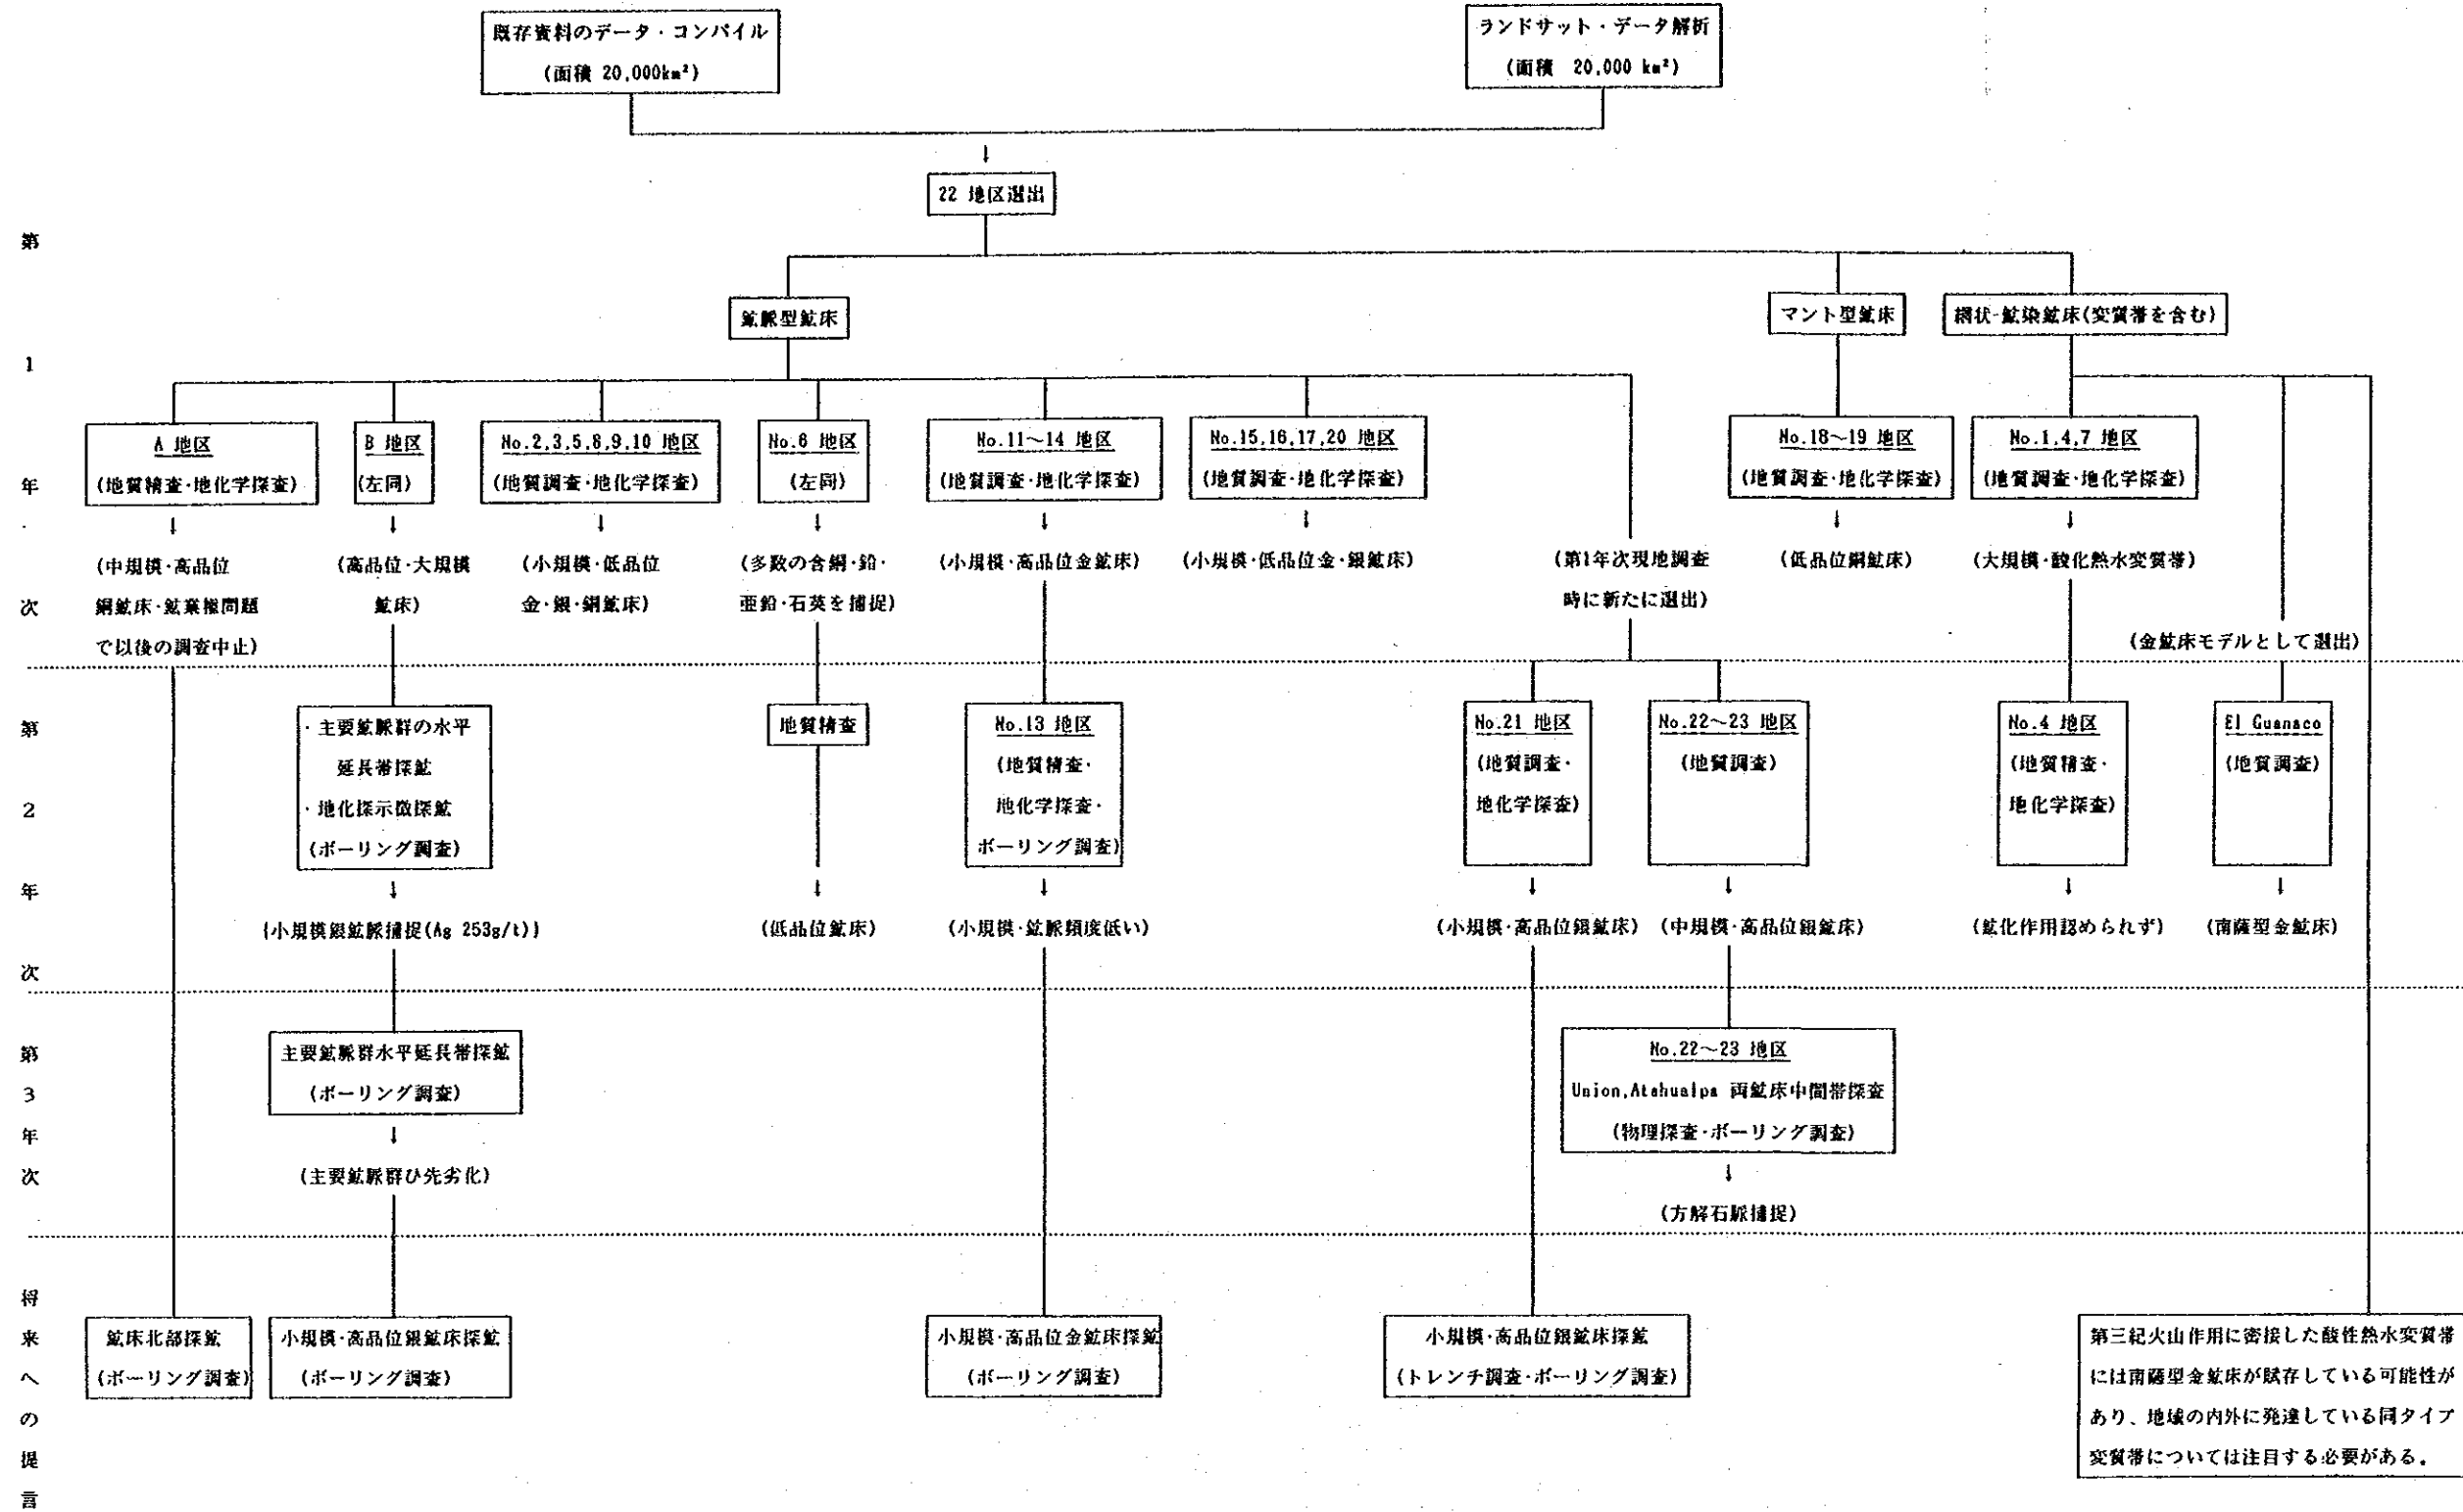 既存資料のデータ・コンパイル
(面積 20,000km²)
ランドサット・データ解析
(面積 20,000 km²)
↓
22 地区選出
第
1
年
次
鉱脈型鉱床
マント型鉱床
網状-鉱染鉱床(変質帯を含む)
A 地区
(地質精査・地化学探査)
↓
(中規模・高品位
銅鉱床・鉱業権問題
で以後の調査中止)
B 地区
(左同)
↓
(高品位・大規模
鉱床)
No.2,3,5,8,9,10 地区
(地質調査・地化学探査)
↓
(小規模・低品位
金・銀・銅鉱床)
No.6 地区
(左同)
↓
(多数の含銅・鉛・
亜鉛・石英を捕捉)
No.11～14 地区
(地質調査・地化学探査)
↓
(小規模・高品位金鉱床)
No.15,16,17,20 地区
(地質調査・地化学探査)
↓
(小規模・低品位金・銀鉱床)
(第1年次現地調査
時に新たに選出)
No.18～19 地区
(地質調査・地化学探査)
↓
(低品位銅鉱床)
No.1,4,7 地区
(地質調査・地化学探査)
↓
(大規模・酸化熱水変質帯)
(金鉱床モデルとして選出)
第
2
年
次
・主要鉱脈群の水平
延長帯探鉱
・地化探示徴探鉱
(ボーリング調査)
↓
{小規模銀鉱脈捕捉(Ag 253g/t)}
地質精査
↓
(低品位鉱床)
No.13 地区
(地質精査・
地化学探査・
ボーリング調査)
↓
(小規模・鉱脈頻度低い)
No.21 地区
(地質調査・
地化学探査)
↓
(小規模・高品位銀鉱床)
No.22～23 地区
(地質調査)
↓
(中規模・高品位銀鉱床)
No.4 地区
(地質精査・
地化学探査)
↓
(鉱化作用認められず)
El Guanaco
(地質調査)
↓
(南薩型金鉱床)
第
3
年
次
主要鉱脈群水平延長帯探鉱
(ボーリング調査)
↓
(主要鉱脈群ひ先劣化)
No.22～23 地区
Union,Atahualpa 両鉱床中間帯探査
(物理探査・ボーリング調査)
↓
(方解石脈捕捉)
将
来
へ
の
提
言
鉱床北部探鉱
(ボーリング調査)
小規模・高品位銀鉱床探鉱
(ボーリング調査)
小規模・高品位金鉱床探鉱
(ボーリング調査)
小規模・高品位銀鉱床探鉱
(トレンチ調査・ボーリング調査)
第三紀火山作用に密接した酸性熱水変質帯
には南薩型金鉱床が賦存している可能性が
あり、地域の内外に発達している同タイプ
変質帯については注目する必要がある。